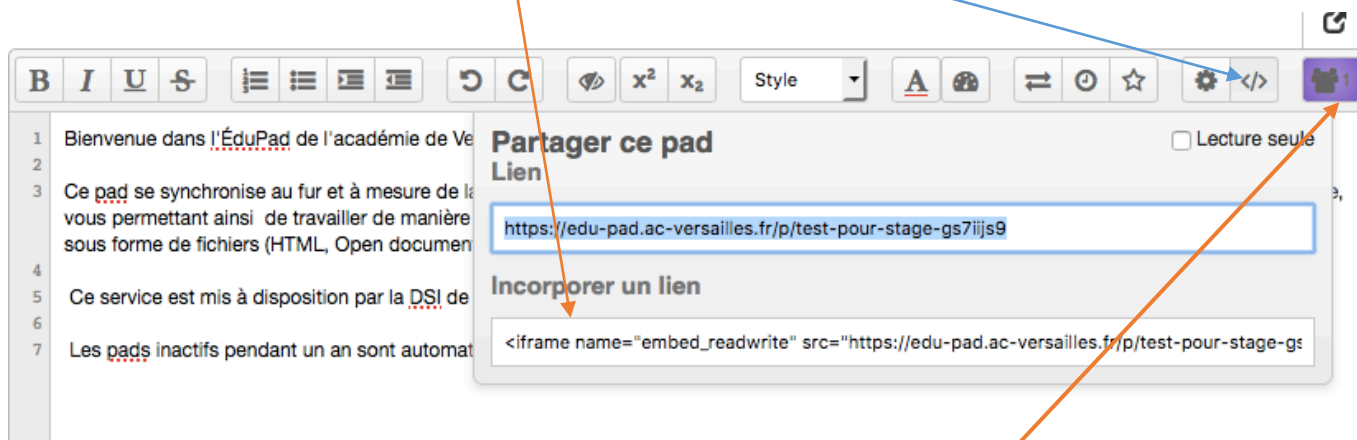 B I U S x² x₂ Style A </> 1
1 Bienvenue dans l'ÉduPad de l'académie de Ve
2
3 Ce pad se synchronise au fur et à mesure de la
e,
vous permettant ainsi de travailler de manière
sous forme de fichiers (HTML, Open documen
4
5 Ce service est mis à disposition par la DSI de
6
7 Les pads inactifs pendant un an sont automat
Partager ce pad
Lecture seule
Lien
https://edu-pad.ac-versailles.fr/p/test-pour-stage-gs7iijs9
Incorporer un lien
<iframe name="embed_readwrite" src="https://edu-pad.ac-versailles.fr/p/test-pour-stage-gs